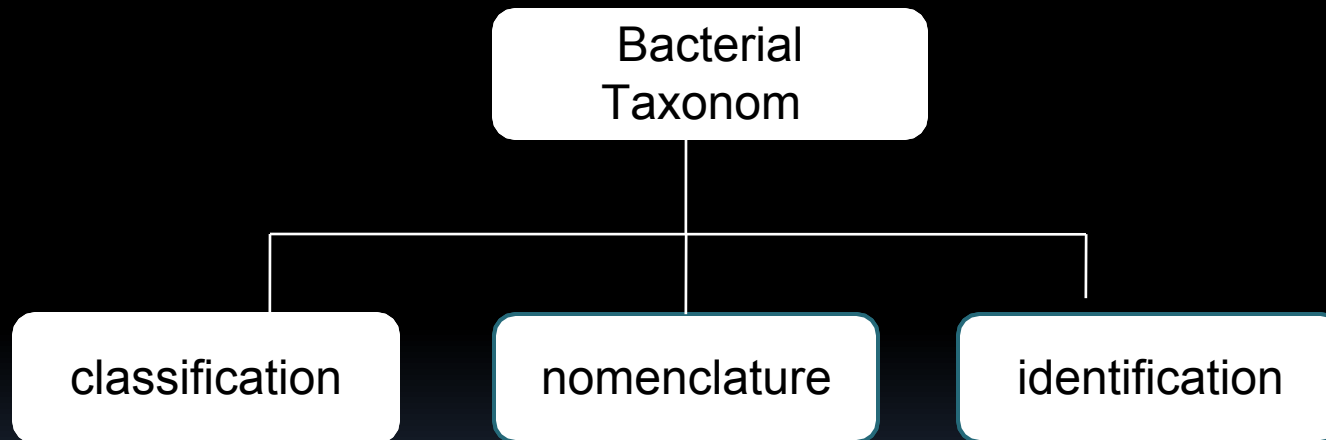 Bacterial
Taxonom
classification
nomenclature
identification